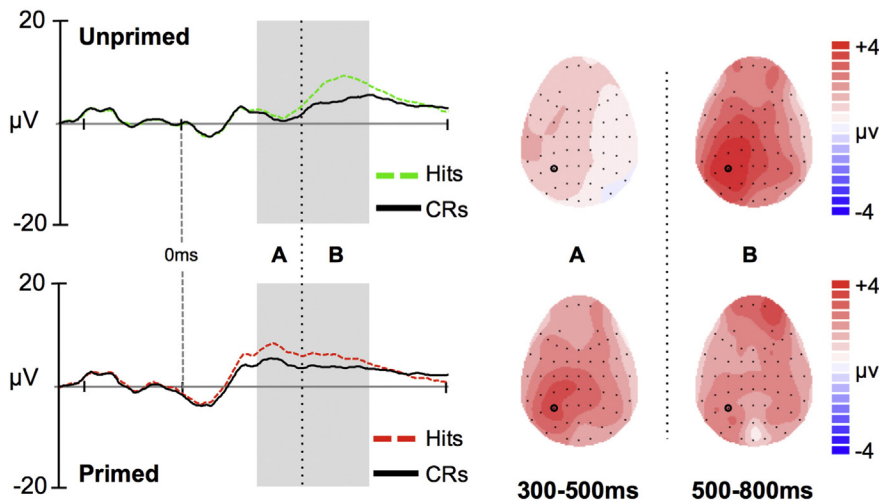 20
Unprimed
μV
Hits
CRs
-20
0ms
A
B
20
μV
Hits
CRs
Primed
-20
+4
μv
-4
A
B
+4
μv
-4
300-500ms
500-800ms